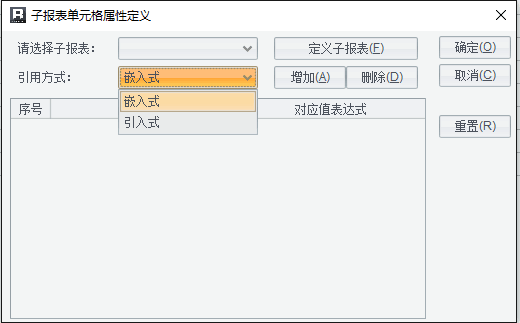 子报表单元格属性定义
请选择子报表：
定义子报表(F)
确定(O)
引用方式：
嵌入式
增加(A)
删除(D)
取消(C)
嵌入式
引入式
序号
对应值表达式
重置(R)